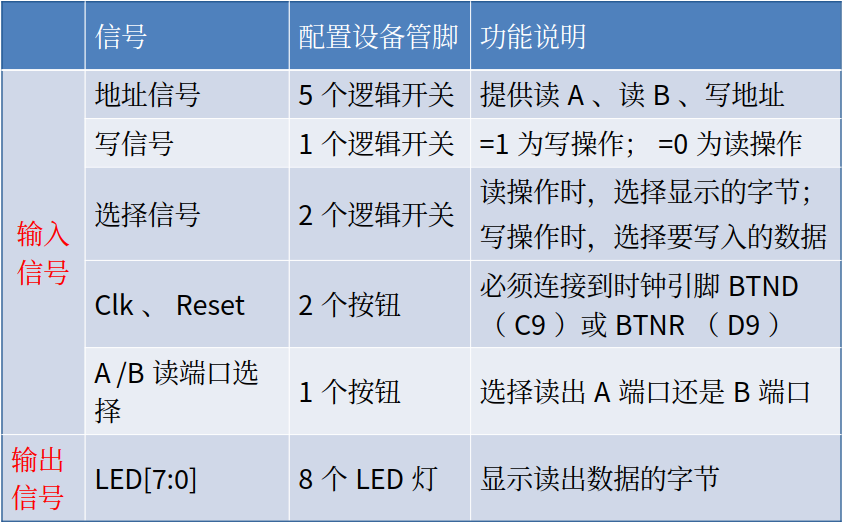 信号 配置设备管脚 功能说明
输入
信号
地址信号 5 个逻辑开关 提供读 A 、读 B 、写地址
写信号 1 个逻辑开关 =1 为写操作； =0 为读操作
选择信号 2 个逻辑开关 读操作时，选择显示的字节；
写操作时，选择要写入的数据
Clk 、 Reset 2 个按钮 必须连接到时钟引脚 BTND
（ C9 ）或 BTNR （ D9 ）
A /B 读端口选
择 1 个按钮 选择读出 A 端口还是 B 端口
输出
信号
LED[7:0] 8 个 LED 灯 显示读出数据的字节